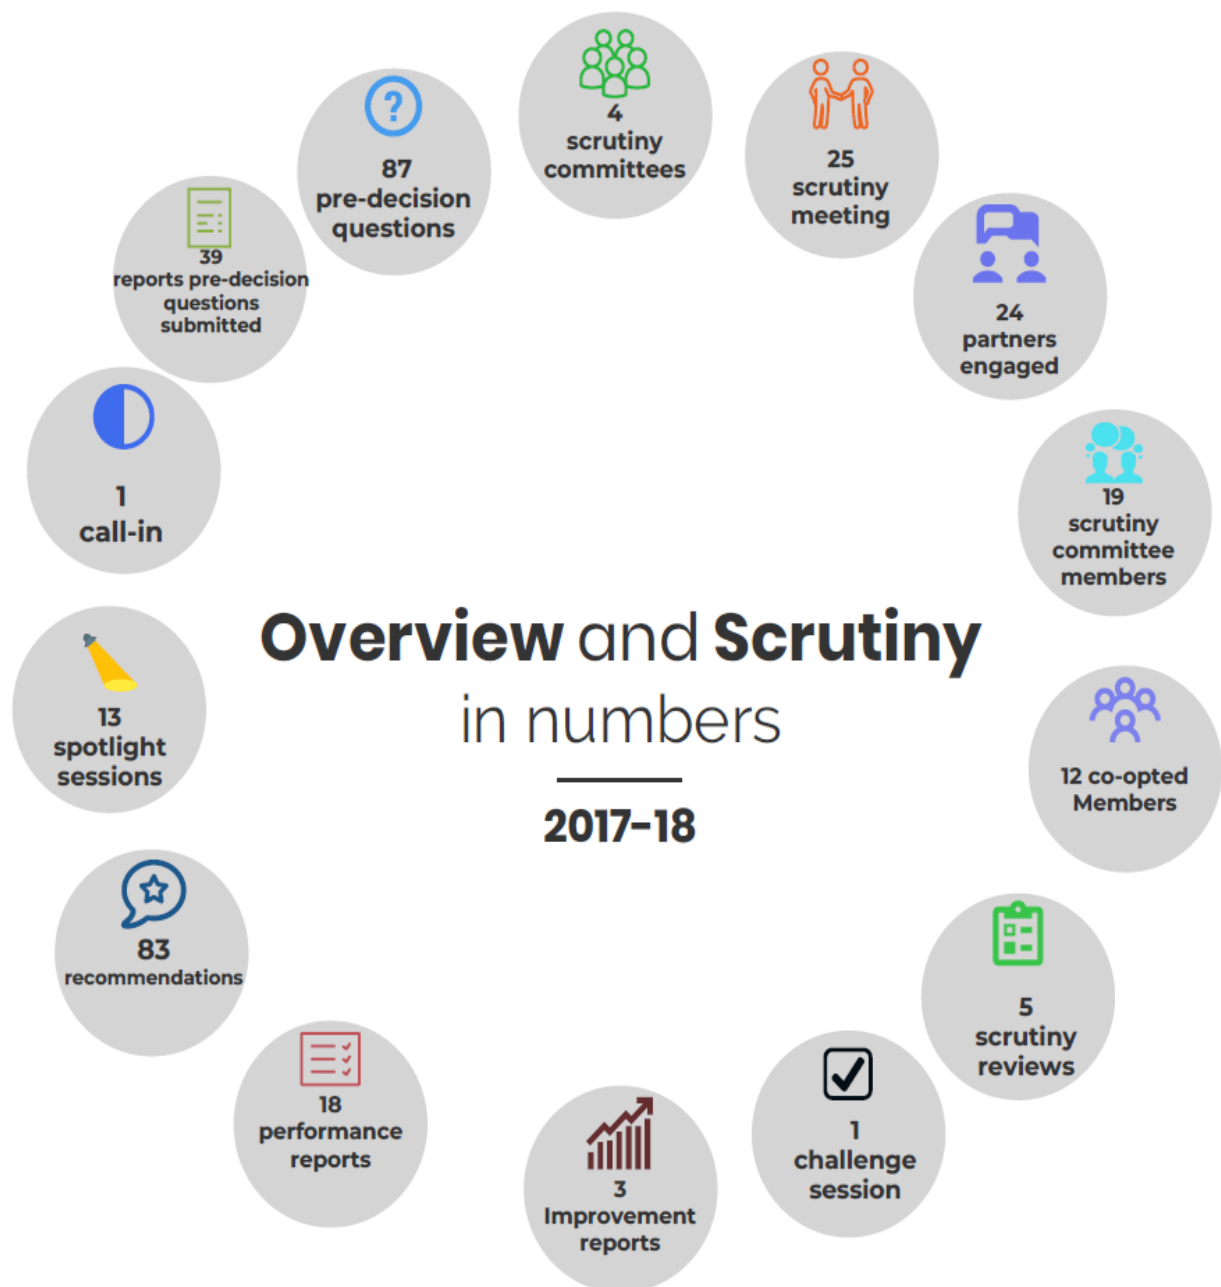 4
scrutiny
committees
25
scrutiny
meeting
24
partners
engaged
19
scrutiny
committee
members
12 co-opted
Members
5
scrutiny
reviews
1
challenge
session
3
Improvement
reports
18
performance
reports
83
recommendations
13
spotlight
sessions
1
call-in
39
reports pre-decision
questions
submitted
87
pre-decision
questions
Overview and Scrutiny
in numbers
2017-18